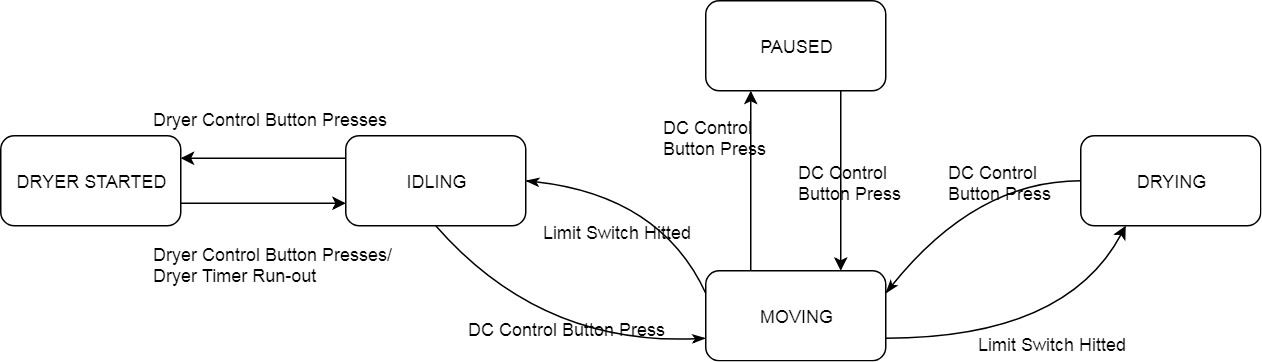 PAUSED
Dryer Control Button Presses
DC Control
Button Press
DRYER STARTED
IDLING
DC Control
Button Press
DC Control
Button Press
DRYING
Limit Switch Hitted
Dryer Control Button Presses/
Dryer Timer Run-out
MOVING
DC Control Button Press
Limit Switch Hitted